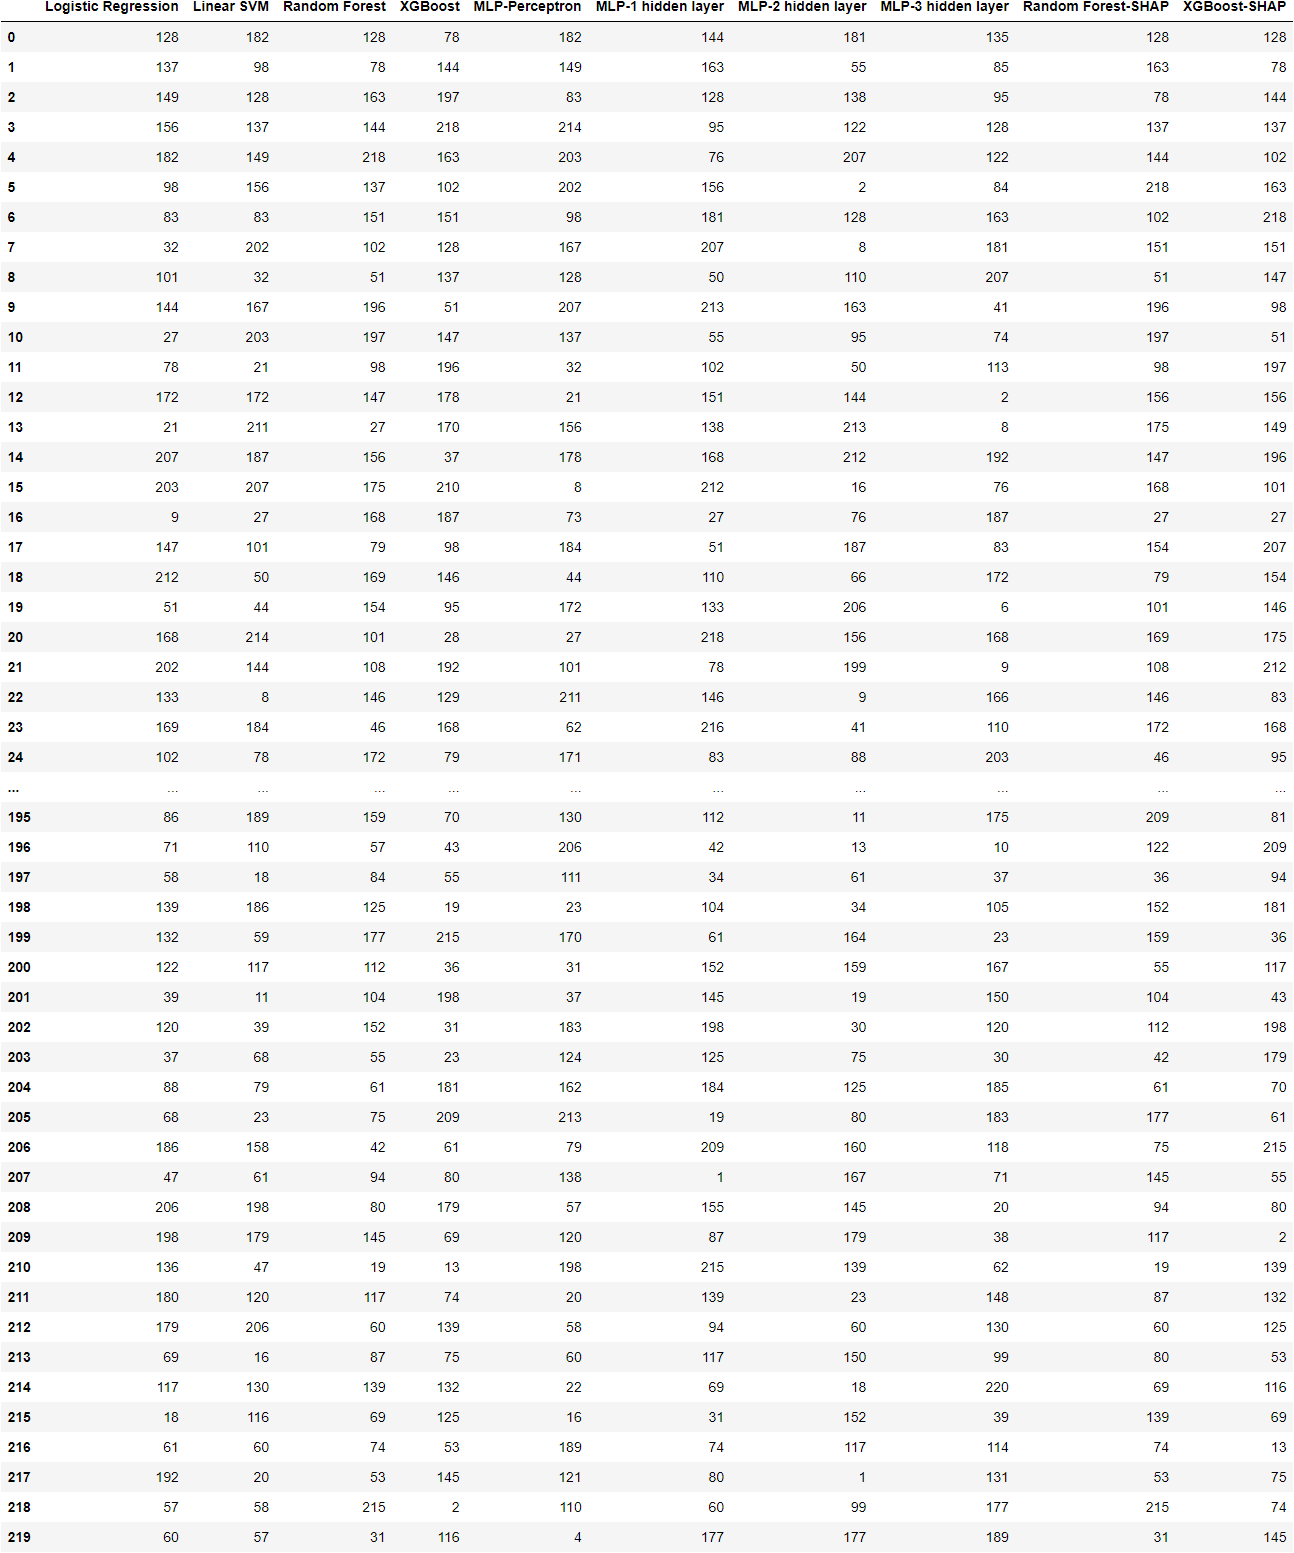 Logistic Regression Linear SVM Random Forest XGBoost MLP-Perceptron MLP-1 hidden layer MLP-2 hidden layer MLP-3 hidden layer Random Forest-SHAP XGBoost-SHAP
0 128 182 128 78 182 144 181 135 128 128
1 137 98 78 144 149 163 55 85 163 78
2 149 128 163 197 83 128 138 95 78 144
3 156 137 144 218 214 95 122 128 137 137
4 182 149 218 163 203 76 207 122 144 102
5 98 156 137 102 202 156 2 84 218 163
6 83 83 151 151 98 181 128 163 102 218
7 32 202 102 128 167 207 8 181 151 151
8 101 32 51 137 128 50 110 207 51 147
9 144 167 196 51 207 213 163 41 196 98
10 27 203 197 147 137 55 95 74 197 51
11 78 21 98 196 32 102 50 113 98 197
12 172 172 147 178 21 151 144 2 156 156
13 21 211 27 170 156 138 213 8 175 149
14 207 187 156 37 178 168 212 192 147 196
15 203 207 175 210 8 212 16 76 168 101
16 9 27 168 187 73 27 76 187 27 27
17 147 101 79 98 184 51 187 83 154 207
18 212 50 169 146 44 110 66 172 79 154
19 51 44 154 95 172 133 206 6 101 146
20 168 214 101 28 27 218 156 168 169 175
21 202 144 108 192 101 78 199 9 108 212
22 133 8 146 129 211 146 9 166 146 83
23 169 184 46 168 62 216 41 110 172 168
24 102 78 172 79 171 83 88 203 46 95
... ... ... ... ... ... ... ... ... ... ...
195 86 189 159 70 130 112 11 175 209 81
196 71 110 57 43 206 42 13 10 122 209
197 58 18 84 55 111 34 61 37 36 94
198 139 186 125 19 23 104 34 105 152 181
199 132 59 177 215 170 61 164 23 159 36
200 122 117 112 36 31 152 159 167 55 117
201 39 11 104 198 37 145 19 150 104 43
202 120 39 152 31 183 198 30 120 112 198
203 37 68 55 23 124 125 75 30 42 179
204 88 79 61 181 162 184 125 185 61 70
205 68 23 75 209 213 19 80 183 177 61
206 186 158 42 61 79 209 160 118 75 215
207 47 61 94 80 138 1 167 71 145 55
208 206 198 80 179 57 155 145 20 94 80
209 198 179 145 69 120 87 179 38 117 2
210 136 47 19 13 198 215 139 62 19 139
211 180 120 117 74 20 139 23 148 87 132
212 179 206 60 139 58 94 60 130 60 125
213 69 16 87 75 60 117 150 99 80 53
214 117 130 139 132 22 69 18 220 69 116
215 18 116 69 125 16 31 152 39 139 69
216 61 60 74 53 189 74 117 114 74 13
217 192 20 53 145 121 80 1 131 53 75
218 57 58 215 2 110 60 99 177 215 74
219 60 57 31 116 4 177 177 189 31 145